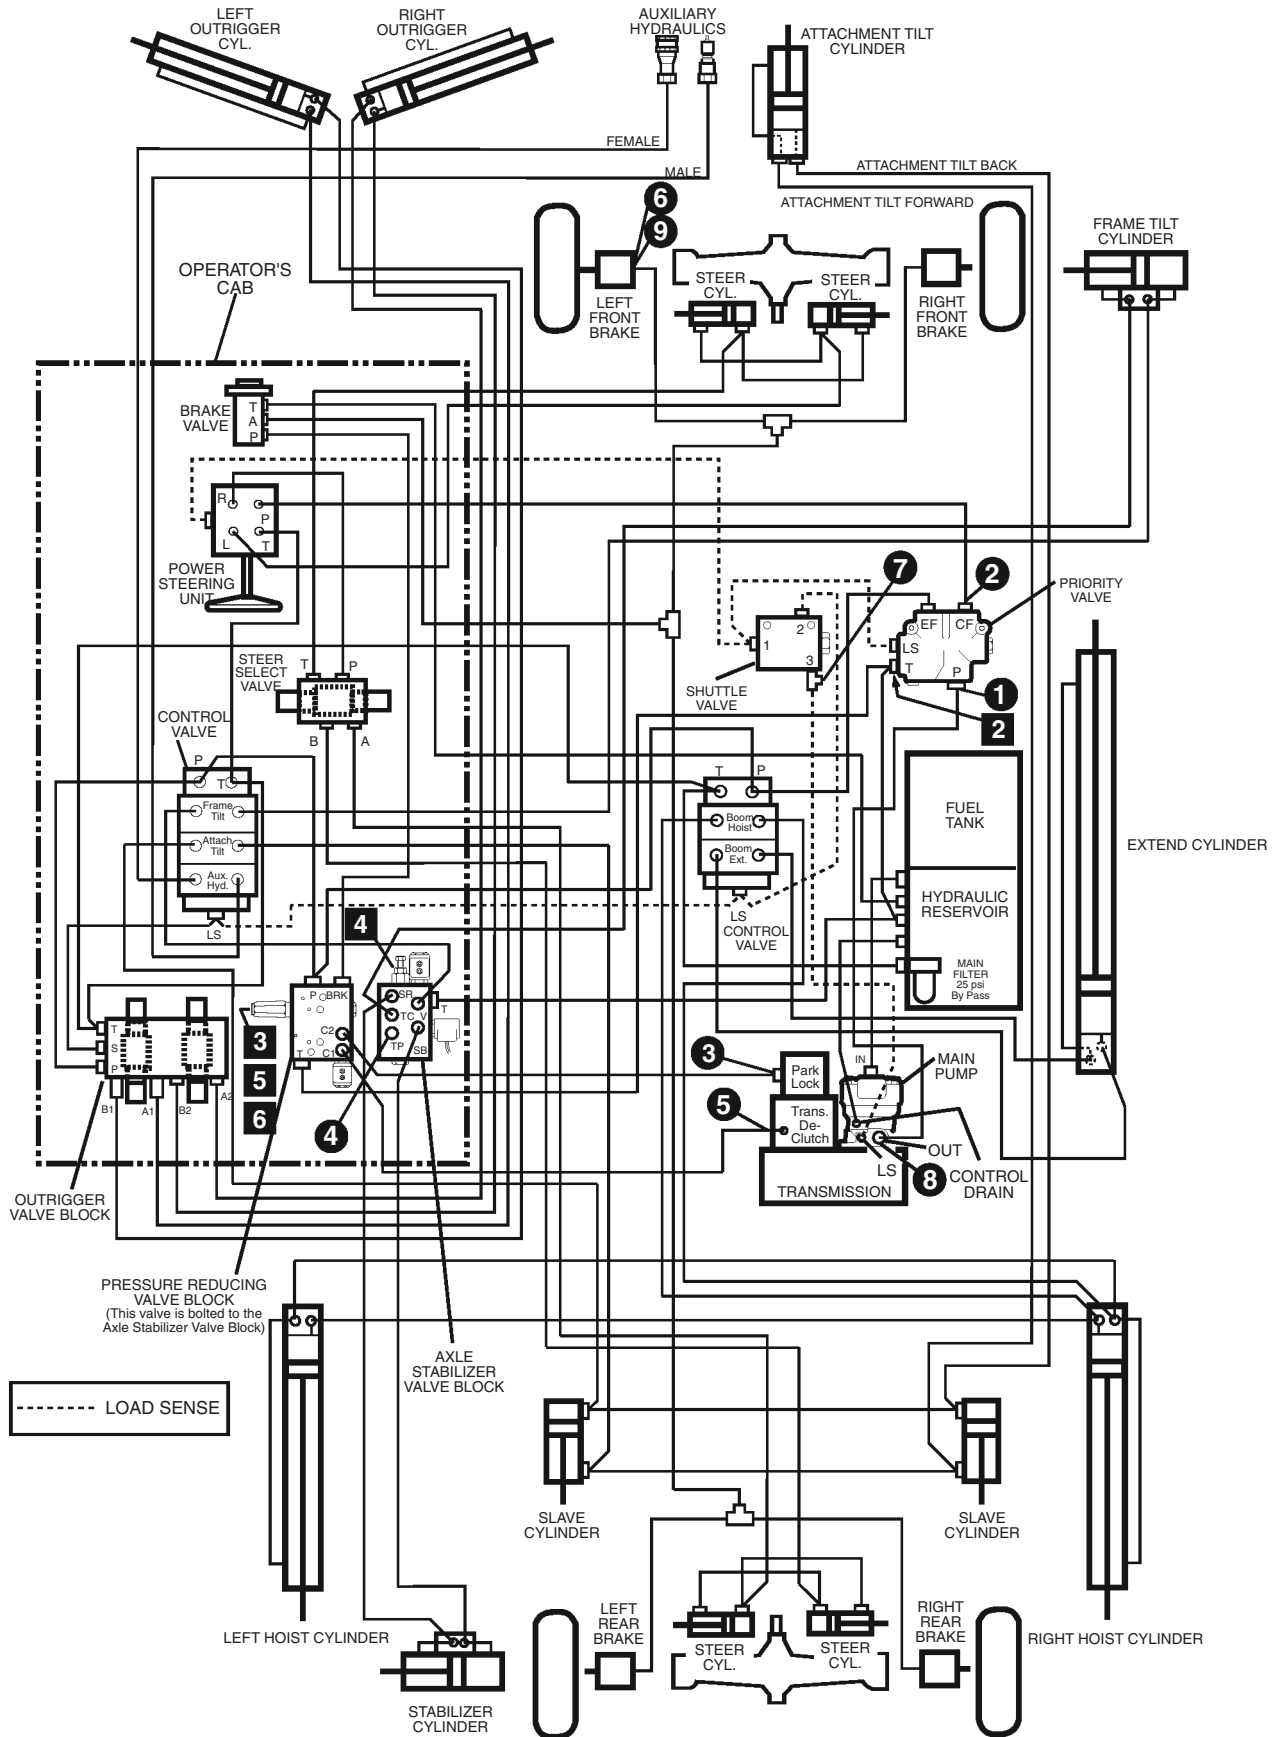 LEFT
OUTRIGGER
CYL.
RIGHT
OUTRIGGER
CYL.
AUXILIARY
HYDRAULICS
ATTACHMENT TILT
CYLINDER
FEMALE
MALE
ATTACHMENT TILT BACK
ATTACHMENT TILT FORWARD
6
9
FRAME TILT
CYLINDER
OPERATOR'S
CAB
LEFT
FRONT
BRAKE
STEER
CYL.
STEER
CYL.
RIGHT
FRONT
BRAKE
BRAKE
VALVE
T
A
P
R
P
L
T
POWER
STEERING
UNIT
7
2
PRIORITY
VALVE
EF
CF
LS
T
P
1
2
3
SHUTTLE
VALVE
1
2
STEER
SELECT
VALVE
T
P
B
A
CONTROL
VALVE
P
T
Frame
Tilt
Attach
Tilt
Aux.
Hyd.
LS
T
P
Boom
Hoist
Boom
Ext.
LS
CONTROL
VALVE
FUEL
TANK
HYDRAULIC
RESERVOIR
MAIN
FILTER
25 psi
By Pass
EXTEND CYLINDER
4
P
BRK
C2
C1
T
SR
TC
V
TP
SB
T
3
5
6
4
T
S
P
B1
A1
B2
A2
OUTRIGGER
VALVE BLOCK
3
5
Park
Lock
Trans.
De-
Clutch
TRANSMISSION
IN
MAIN
PUMP
OUT
LS
8
CONTROL
DRAIN
PRESSURE REDUCING
VALVE BLOCK
(This valve is bolted to the
Axle Stabilizer Valve Block)
AXLE
STABILIZER
VALVE BLOCK
LOAD SENSE
SLAVE
CYLINDER
SLAVE
CYLINDER
LEFT HOIST CYLINDER
RIGHT HOIST CYLINDER
LEFT
REAR
BRAKE
STEER
CYL.
STEER
CYL.
RIGHT
REAR
BRAKE
STABILIZER
CYLINDER